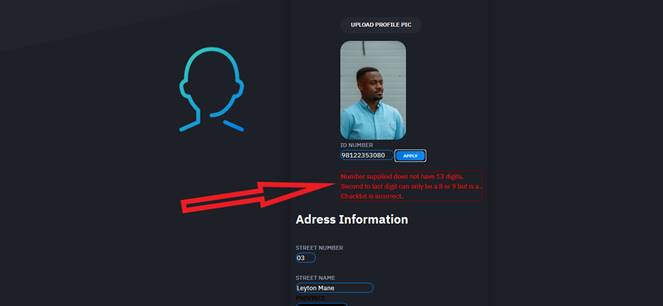 UPLOAD PROFILE PIC
ID NUMBER
98122353080
APPLY
Number supplied does not have 13 digits.
Second to last digit can only be a 8 or 9 but is a .
Checkbit is incorrect.
Adress Information
STREET NUMBER
03
STREET NAME
Leyton Mane
PROVINCE